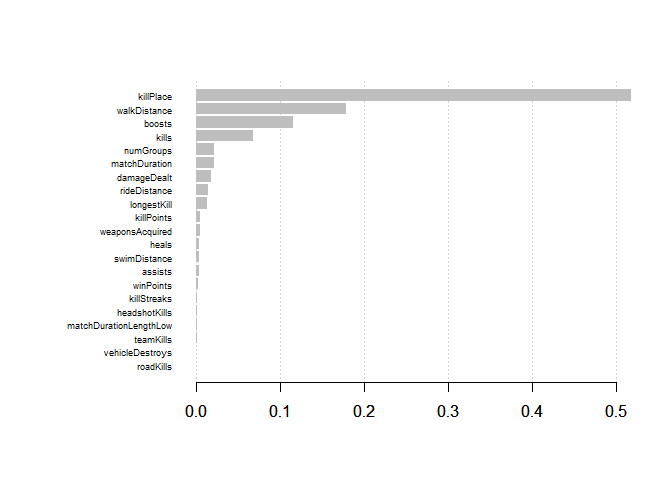 killPlace
walkDistance
boosts
kills
numGroups
matchDuration
damageDealt
rideDistance
longestKill
killPoints
weaponsAcquired
heals
swimDistance
assists
winPoints
killStreaks
headshotKills
matchDurationLengthLow
teamKills
vehicleDestroys
roadKills
0.0 0.1 0.2 0.3 0.4 0.5